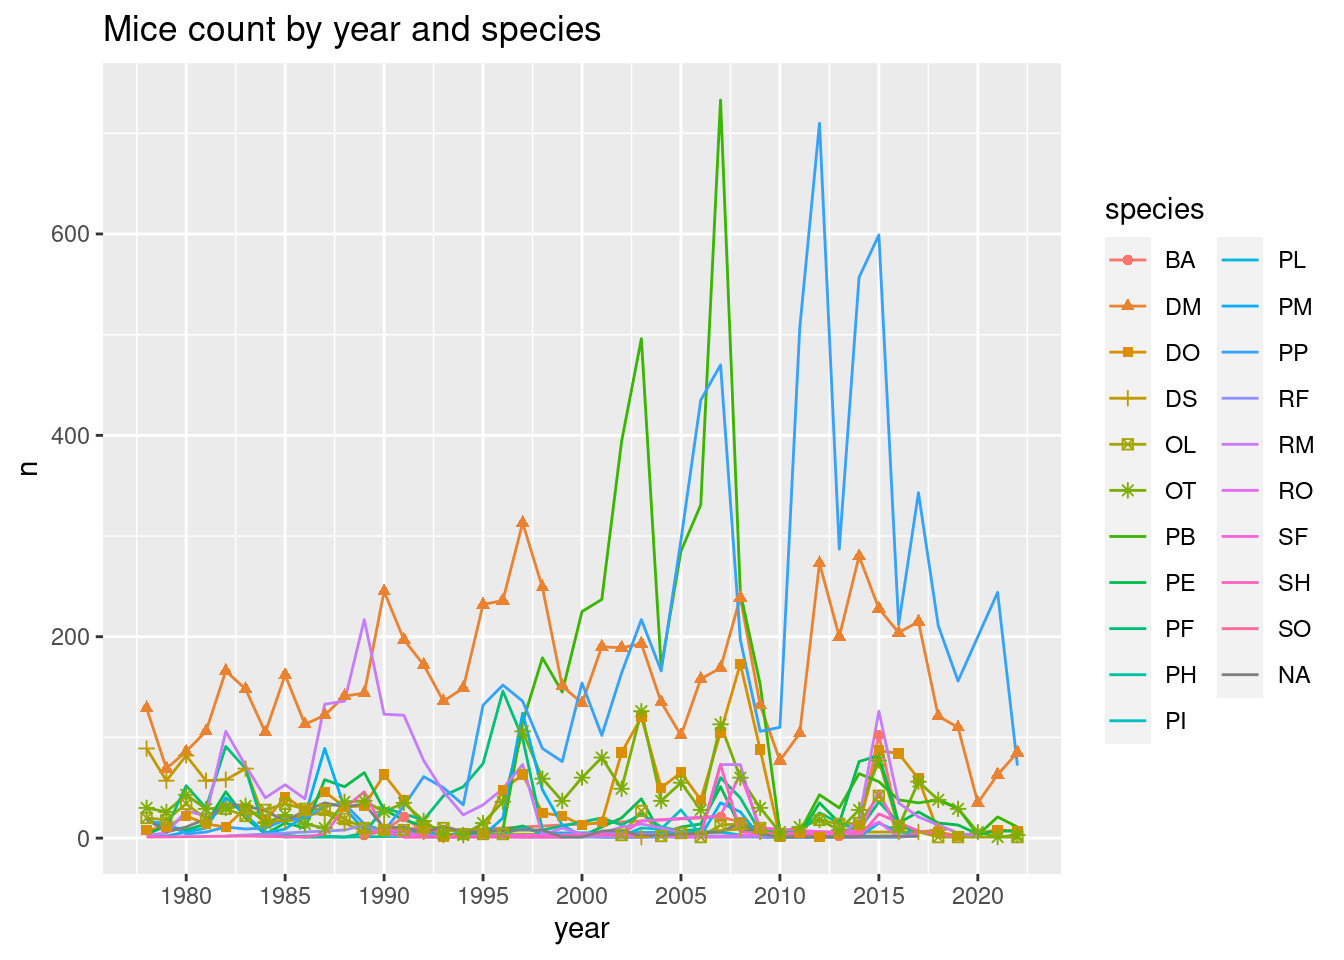 Mice count by year and species
n
600
400
200
0
1980 1985 1990 1995 2000 2005 2010 2015 2020
year
species
BA
DM
DO
DS
OL
OT
PB
PE
PF
PH
PI
PL
PM
PP
RF
RM
RO
SF
SH
SO
NA